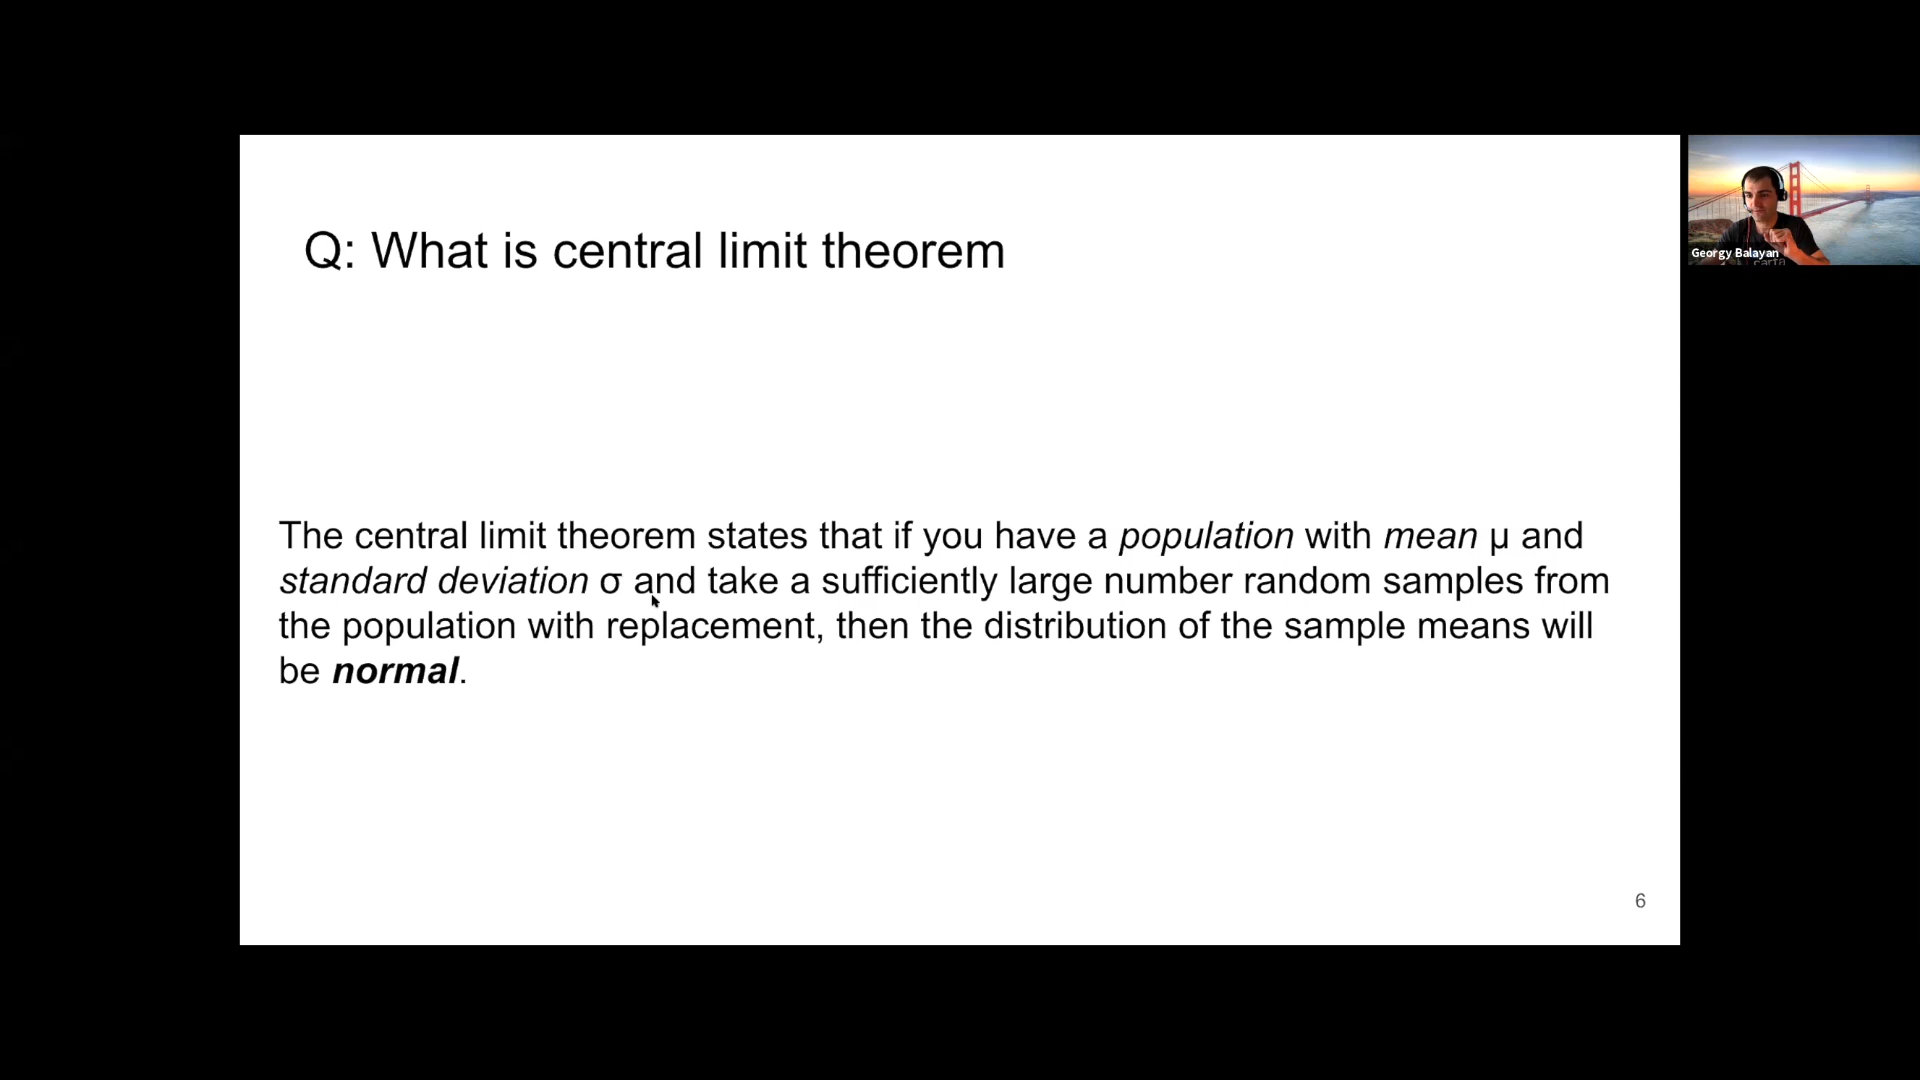 Q: What is central limit theorem
The central limit theorem states that if you have a population with mean μ and
standard deviation σ and take a sufficiently large number random samples from
the population with replacement, then the distribution of the sample means will
be normal.
6
Georgy Balayan
carta